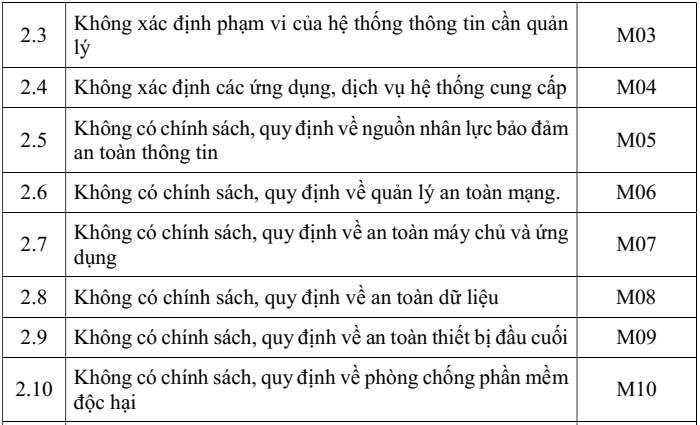 2.3 Không xác định phạm vi của hệ thống thông tin cần quản M03
lý
2.4 Không xác định các ứng dụng, dịch vụ hệ thống cung cấp M04
2.5 Không có chính sách, quy định về nguồn nhân lực bảo đảm M05
an toàn thông tin
2.6 Không có chính sách, quy định về quản lý an toàn mạng. M06
2.7 Không có chính sách, quy định về an toàn máy chủ và ứng M07
dụng
2.8 Không có chính sách, quy định về an toàn dữ liệu M08
2.9 Không có chính sách, quy định về an toàn thiết bị đầu cuối M09
2.10 Không có chính sách, quy định về phòng chống phần mềm M10
độc hại